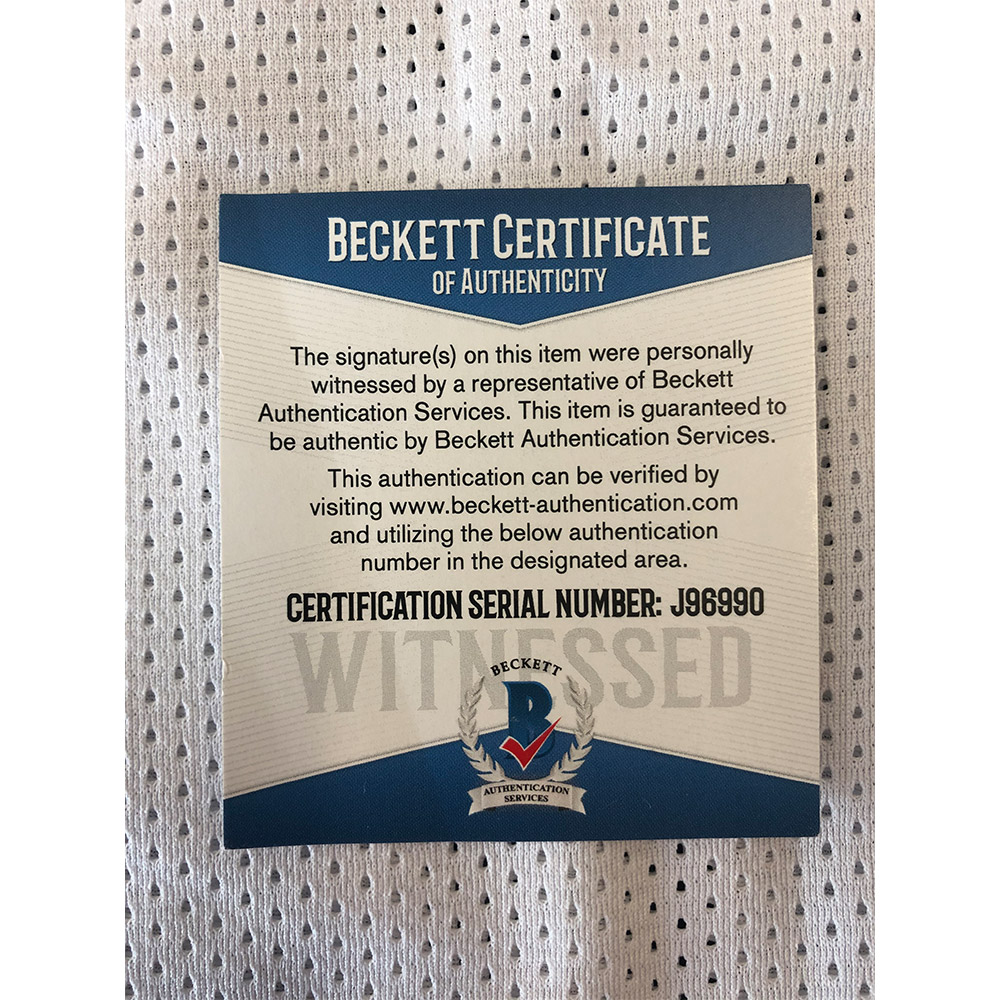 BECKETT CERTIFICATE
OF AUTHENTICITY
The signature(s) on this item were personally
witnessed by a representative of Beckett
Authentication Services. This item is guaranteed to
be authentic by Beckett Authentication Services.
This authentication can be verified by
visiting www.beckett-authentication.com
and utilizing the below authentication
number in the designated area.
CERTIFICATION SERIAL NUMBER: J96990
WITNESSED
BECKETT
B
AUTHENTICATION
SERVICES